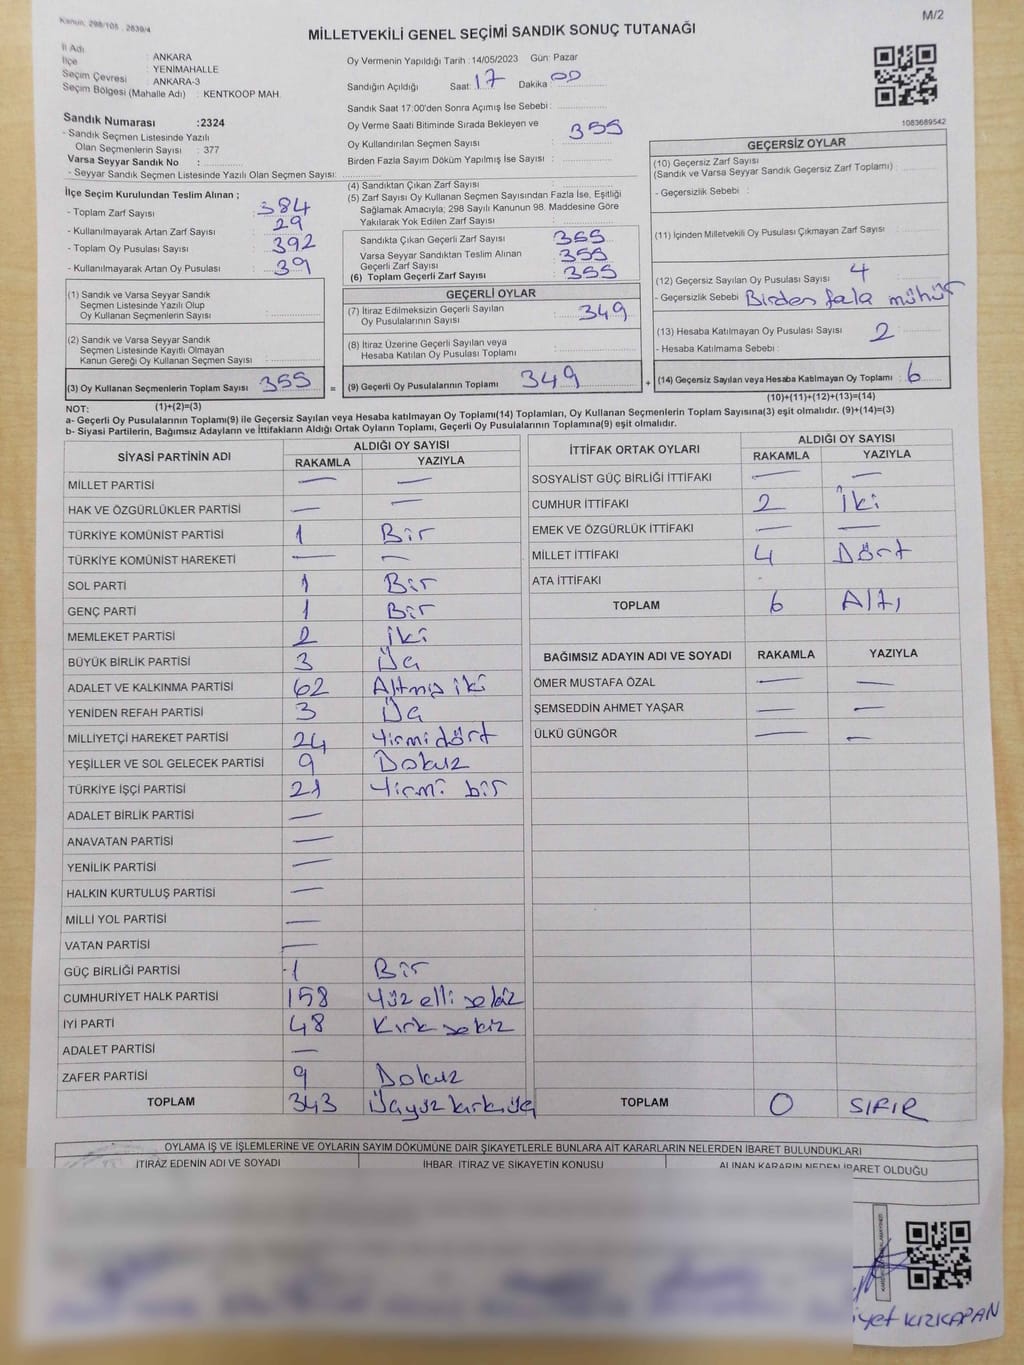 Kanun: 298/105 , 2839/4
M/2
MİLLETVEKİLİ GENEL SEÇİMİ SANDIK SONUÇ TUTANAĞI
İl Adı : ANKARA
İlçe : YENİMAHALLE
Seçim Çevresi : ANKARA-3
Seçim Bölgesi (Mahalle Adı) : KENTKOOP MAH.
Oy Vermenin Yapıldığı Tarih :14/05/2023 Gün: Pazar
Sandığın Açıldığı Saat: 17 Dakika 00
Sandık Saat 17:00'den Sonra Açımış İse Sebebi :
Oy Verme Saati Bitiminde Sırada Bekleyen ve
Oy Kullandırılan Seçmen Sayısı : 355
Birden Fazla Sayım Döküm Yapılmış İse Sayısı :
1083689542
Sandık Numarası :2324
- Sandık Seçmen Listesinde Yazılı
Olan Seçmenlerin Sayısı : 377
Varsa Seyyar Sandık No :
- Seyyar Sandık Seçmen Listesinde Yazılı Olan Seçmen Sayısı:
İlçe Seçim Kurulundan Teslim Alınan ;
- Toplam Zarf Sayısı : 384
- Kullanılmayarak Artan Zarf Sayısı : 29
- Toplam Oy Pusulası Sayısı : 392
- Kullanılmayarak Artan Oy Pusulası : 39
(1) Sandık ve Varsa Seyyar Sandık
Seçmen Listesinde Yazılı Olup
Oy Kullanan Seçmenlerin Sayısı :
(2) Sandık ve Varsa Seyyar Sandık
Seçmen Listesinde Kayıtlı Olmayan
Kanun Gereği Oy Kullanan Seçmen Sayısı :
(3) Oy Kullanan Seçmenlerin Toplam Sayısı 355 =
(4) Sandıktan Çıkan Zarf Sayısı :
(5) Zarf Sayısı Oy Kullanan Seçmen Sayısından Fazla İse, Eşitliği
Sağlamak Amacıyla; 298 Sayılı Kanunun 98. Maddesine Göre
Yakılarak Yok Edilen Zarf Sayısı :
Sandıkta Çıkan Geçerli Zarf Sayısı 355
Varsa Seyyar Sandıktan Teslim Alınan
Geçerli Zarf Sayısı : 355
(6) Toplam Geçerli Zarf Sayısı : 355
GEÇERLİ OYLAR
(7) İtiraz Edilmeksizin Geçerli Sayılan
Oy Pusulalarının Sayısı : 349
(8) İtiraz Üzerine Geçerli Sayılan veya
Hesaba Katılan Oy Pusulası Toplamı :
(9) Geçerli Oy Pusulalarının Toplamı 349 +
GEÇERSİZ OYLAR
(10) Geçersiz Zarf Sayısı
(Sandık ve Varsa Seyyar Sandık Geçersiz Zarf Toplamı) :
- Geçersizlik Sebebi :
(11) İçinden Milletvekili Oy Pusulası Çıkmayan Zarf Sayısı :
(12) Geçersiz Sayılan Oy Pusulası Sayısı : 4
- Geçersizlik Sebebi Birden fala mühür
(13) Hesaba Katılmayan Oy Pusulası Sayısı : 2
- Hesaba Katılmama Sebebi :
(14) Geçersiz Sayılan veya Hesaba Katılmayan Oy Toplamı : 6
(10)+(11)+(12)+(13)=(14)
NOT: (1)+(2)=(3)
a- Geçerli Oy Pusulaları Toplamı(9) ile Geçersiz Sayılan veya Hesaba katılmayan Oy Toplamı(14) Toplamları, Oy Kullanan Seçmenlerin Toplam Sayısına(3) eşit olmalıdır. (9)+(14)=(3)
b- Siyasi Partilerin, Bağımsız Adayların ve İttifakların Aldığı Ortak Oyların Toplamı, Geçerli Oy Pusulalarının Toplamına(9) eşit olmalıdır.
SİYASİ PARTİNİN ADI ALDIĞI OY SAYISI
RAKAMLA YAZIYLA
MİLLET PARTİSİ — —
HAK VE ÖZGÜRLÜKLER PARTİSİ — —
TÜRKİYE KOMÜNİST PARTİSİ 1 Bir
TÜRKİYE KOMÜNİST HAREKETİ — —
SOL PARTİ 1 Bir
GENÇ PARTİ 1 Bir
MEMLEKET PARTİSİ 2 iki
BÜYÜK BİRLİK PARTİSİ 3 Üç
ADALET VE KALKINMA PARTİSİ 62 Altmış iki
YENİDEN REFAH PARTİSİ 3 Üç
MİLLİYETÇİ HAREKET PARTİSİ 24 Yirmi dört
YEŞİLLER VE SOL GELECEK PARTİSİ 9 Dokuz
TÜRKİYE İŞÇİ PARTİSİ 21 Yirmi bir
ADALET BİRLİK PARTİSİ —
ANAVATAN PARTİSİ —
YENİLİK PARTİSİ —
HALKIN KURTULUŞ PARTİSİ —
MİLLİ YOL PARTİSİ —
VATAN PARTİSİ —
GÜÇ BİRLİĞİ PARTİSİ 1 Bir
CUMHURİYET HALK PARTİSİ 158 Yüz elli sekiz
İYİ PARTİ 48 Kırk sekiz
ADALET PARTİSİ —
ZAFER PARTİSİ 9 Dokuz
TOPLAM 343 Üçyüz kırk üç
İTTİFAK ORTAK OYLARI ALDIĞI OY SAYISI
RAKAMLA YAZIYLA
SOSYALİST GÜÇ BİRLİĞİ İTTİFAKI — —
CUMHUR İTTİFAKI 2 İki
EMEK VE ÖZGÜRLÜK İTTİFAKI — —
MİLLET İTTİFAKI 4 Dört
ATA İTTİFAKI
TOPLAM 6 Altı
BAĞIMSIZ ADAYIN ADI VE SOYADI RAKAMLA YAZIYLA
ÖMER MUSTAFA ÖZAL — —
ŞEMSEDDİN AHMET YAŞAR — —
ÜLKÜ GÜNGÖR — —
TOPLAM 0 SIFIR
OYLAMA İŞ VE İŞLEMLERİNE VE OYLARIN SAYIM DÖKÜMÜNE DAİR ŞİKAYETLERLE BUNLARA AİT KARARLARIN NELERDEN İBARET BULUNDUKLARI
İTİRAZ EDENİN ADI VE SOYADI İHBAR, İTİRAZ VE ŞİKAYETİN KONUSU ALINAN KARARIN NEDEN İBARET OLDUĞU
iyet KIZKAPAN